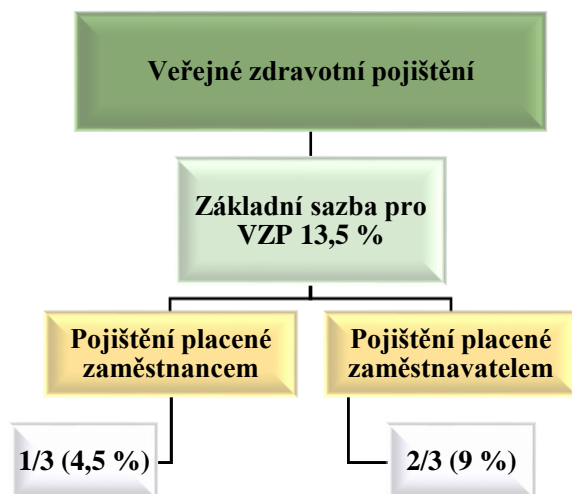 Veřejné zdravotní pojištění
Základní sazba pro
VZP 13,5 %
Pojištění placené
zaměstnancem
Pojištění placené
zaměstnavatelem
1/3 (4,5 %)
2/3 (9 %)